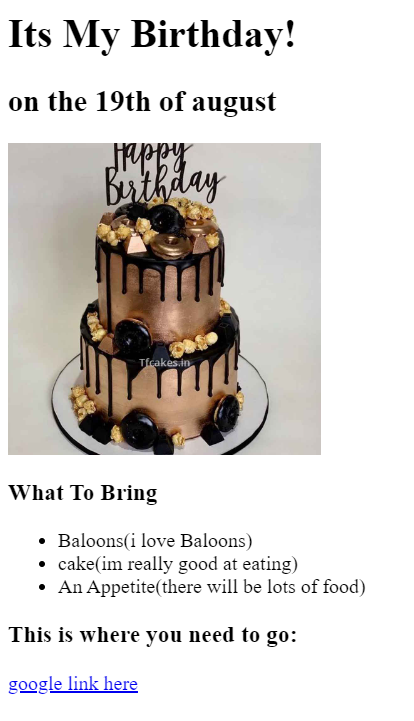 Its My Birthday!
on the 19th of august
Happy
Birthday
Tfcakes.in
What To Bring
Baloons(i love Baloons)
cake(im really good at eating)
An Appetite(there will be lots of food)
This is where you need to go:
google link here